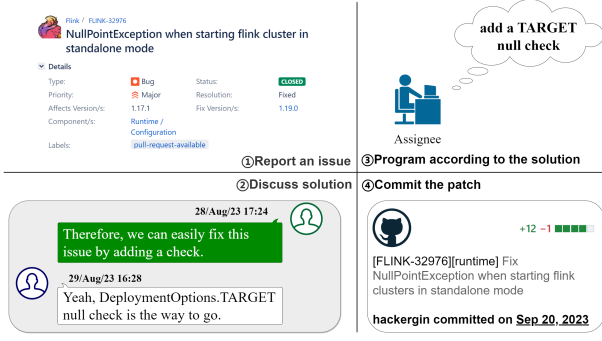 Flink / FLINK-32976
NullPointException when starting flink cluster in
standalone mode
Details
Type: Bug Status: CLOSED
Priority: Major Resolution: Fixed
Affects Version/s: 1.17.1 Fix Version/s: 1.19.0
Component/s: Runtime /
Configuration
Labels: pull-request-available
①Report an issue
②Discuss solution
28/Aug/23 17:24
Therefore, we can easily fix this
issue by adding a check.
29/Aug/23 16:28
Yeah, DeploymentOptions.TARGET
null check is the way to go.
add a TARGET
null check
Assignee
③Program according to the solution
④Commit the patch
+12 −1
[FLINK-32976][runtime] Fix
NullPointException when starting flink
clusters in standalone mode
hackergin committed on Sep 20, 2023